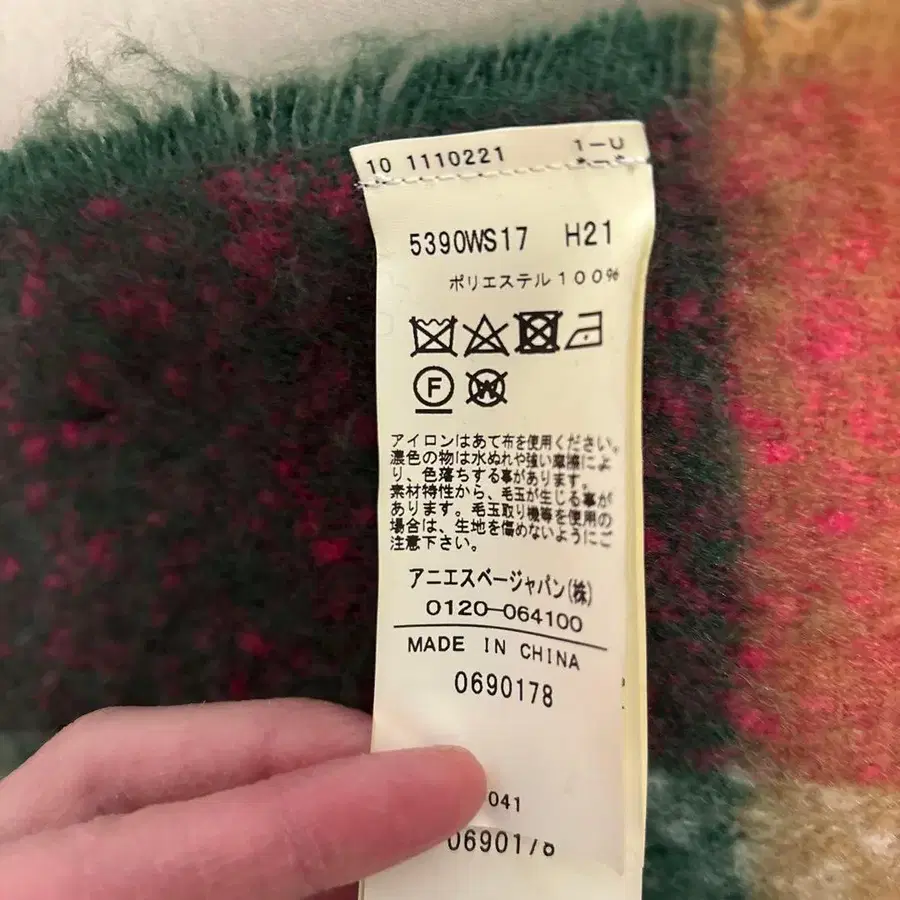 10 1110221 1-0
5390WS17 H21
ポリエステル100%
F W
アイロンはあて布を使用ください。
濃色の物は水ぬれや強い摩擦によ
り、色落ちする事があります。
素材特性から、毛玉が生じる事が
あります。毛玉取り機等を使用の
場合は、生地を傷めないようにご
注意下さい。
アニエスベージャパン(株)
0120-064100
MADE IN CHINA
0690178
041
0690178